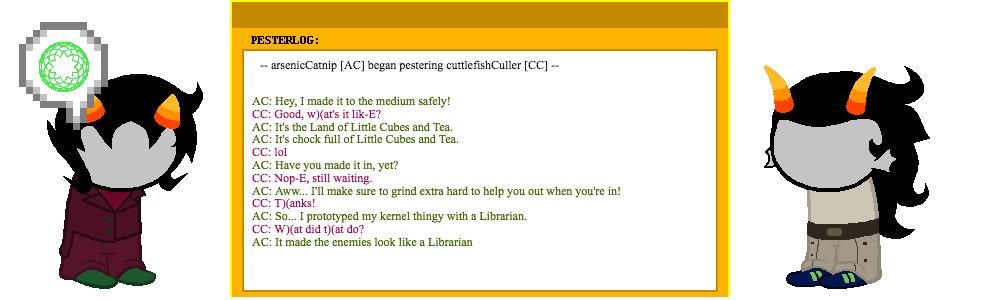 PESTERLOG:
-- arsenicCatnip [AC] began pestering cuttlefishCuller [CC] --
AC: Hey, I made it to the medium safely!
CC: Good, w)(at's it lik-E?
AC: It's the Land of Little Cubes and Tea.
AC: It's chock full of Little Cubes and Tea.
CC: lol
AC: Have you made it in, yet?
CC: Nop-E, still waiting.
AC: Aww... I'll make sure to grind extra hard to help you out when you're in!
CC: T)(anks!
AC: So... I prototyped my kernel thingy with a Librarian.
CC: W)(at did t)(at do?
AC: It made the enemies look like a Librarian